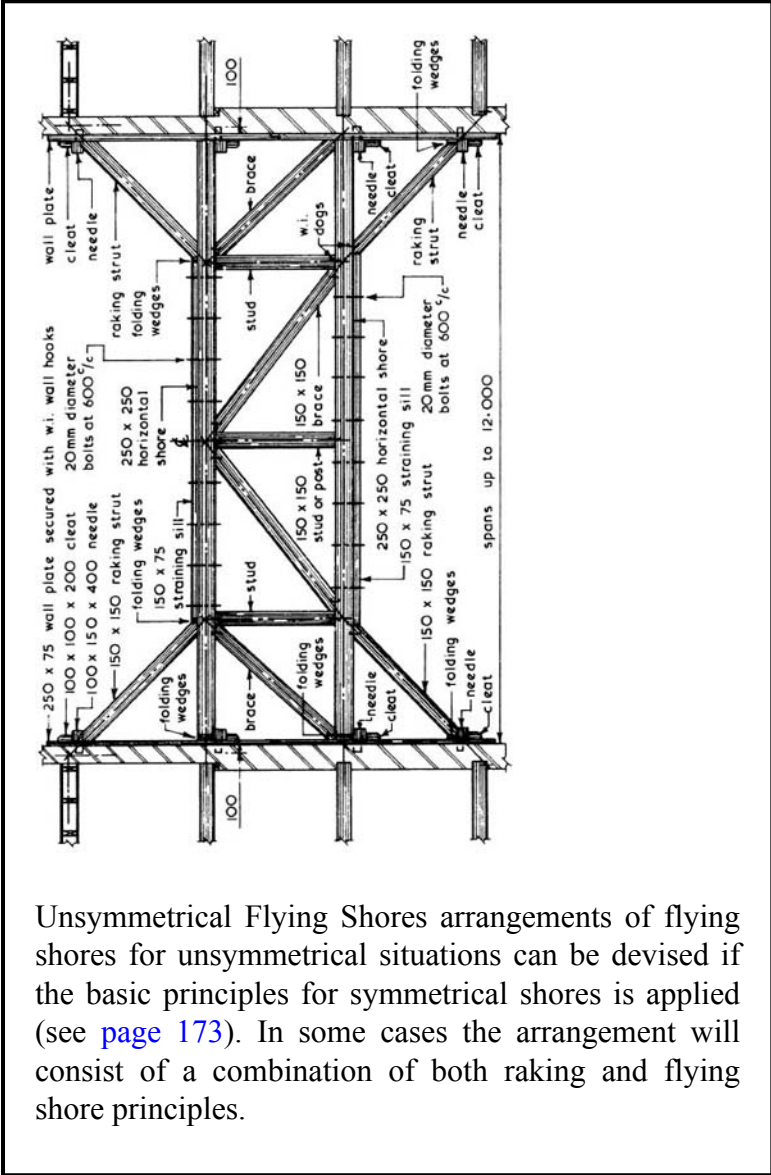 250 x 75 wall plate secured with w.i. wall hooks
wall plate
100 x 100 x 200 cleat
20mm diameter
bolts at 600 c/c
cleat
100 x 150 x 400 needle
needle
150 x 150 raking strut
250 x 250
horizontal
shore
raking strut
folding wedges
folding
wedges
150 x 75
straining sill
folding
wedges
℄
100
100
brace
stud
stud
brace
folding
wedges
150 x 150
stud or post
150 x 150
brace
w.i.
dogs
needle
cleat
needle
cleat
250 x 250 horizontal shore
150 x 75 straining sill
150 x 150 raking strut
20mm diameter
bolts at 600 c/c
raking
strut
folding
wedges
folding wedges
needle
cleat
needle
cleat
spans up to 12.000
Unsymmetrical Flying Shores arrangements of flying
shores for unsymmetrical situations can be devised if
the basic principles for symmetrical shores is applied
(see page 173). In some cases the arrangement will
consist of a combination of both raking and flying
shore principles.